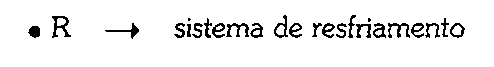 • R → sistema de resfriamento